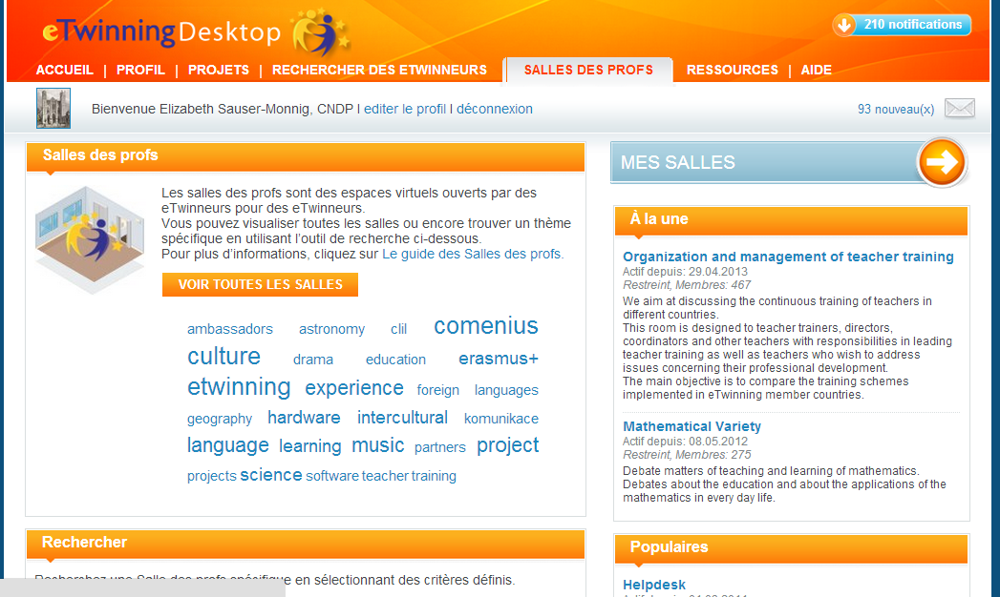 eTwinningDesktop
210 notifications
ACCUEIL | PROFIL | PROJETS | RECHERCHER DES ETWINNEURS SALLES DES PROFS RESSOURCES | AIDE
Bienvenue Elizabeth Sauser-Monnig, CNDP I editer le profil I déconnexion
93 nouveau(x)
Salles des profs
Les salles des profs sont des espaces virtuels ouverts par des
eTwinneurs pour des eTwinneurs.
Vous pouvez visualiser toutes les salles ou encore trouver un thème
spécifique en utilisant l'outil de recherche ci-dessous.
Pour plus d'informations, cliquez sur Le guide des Salles des profs.
VOIR TOUTES LES SALLES
ambassadors astronomy clil comenius
culture drama education erasmus+
etwinning experience foreign languages
geography hardware intercultural komunikace
language learning music partners project
projects science software teacher training
Rechercher
Recherchez une Salle des profs spécifique en sélectionnant des critères définis.
MES SALLES
À la une
Organization and management of teacher training
Actif depuis: 29.04.2013
Restreint, Membres: 467
We aim at discussing the continuous training of teachers in
different countries.
This room is designed to teacher trainers, directors,
coordinators and other teachers with responsibilities in leading
teacher training as well as teachers who wish to address
issues concerning their professional development.
The main objective is to compare the training schemes
implemented in eTwinning member countries.
Mathematical Variety
Actif depuis: 08.05.2012
Restreint, Membres: 275
Debate matters of teaching and learning of mathematics.
Debates about the education and about the applications of the
mathematics in every day life.
Populaires
Helpdesk